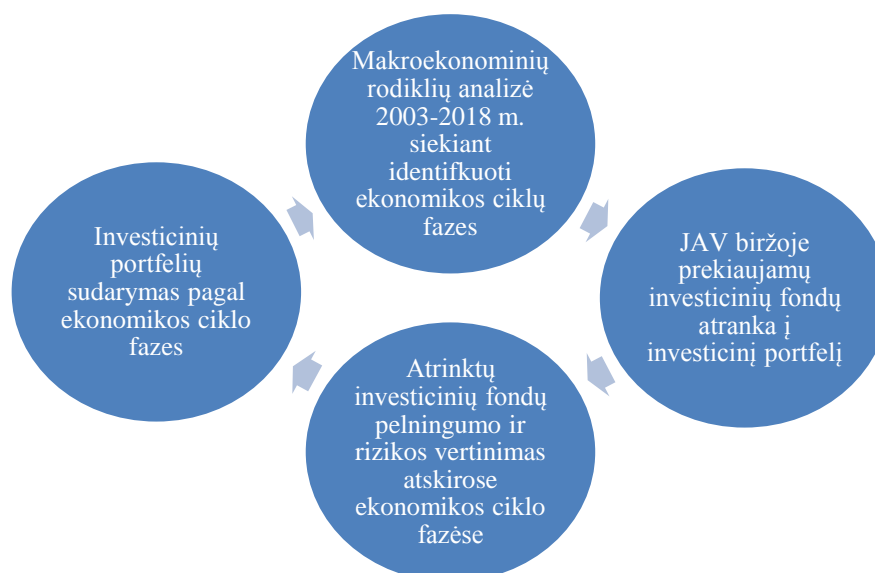 Makroekonominių
rodiklių analizė
2003-2018 m.
siekiant
identifkuoti
ekonomikos ciklų
fazes
JAV biržoje
prekiaujamų
investicinių fondų
atranka į
investicinį portfelį
Atrinktų
investicinių fondų
pelningumo ir
rizikos vertinimas
atskirose
ekonomikos ciklo
fazėse
Investicinių
portfelių
sudarymas pagal
ekonomikos ciklo
fazes